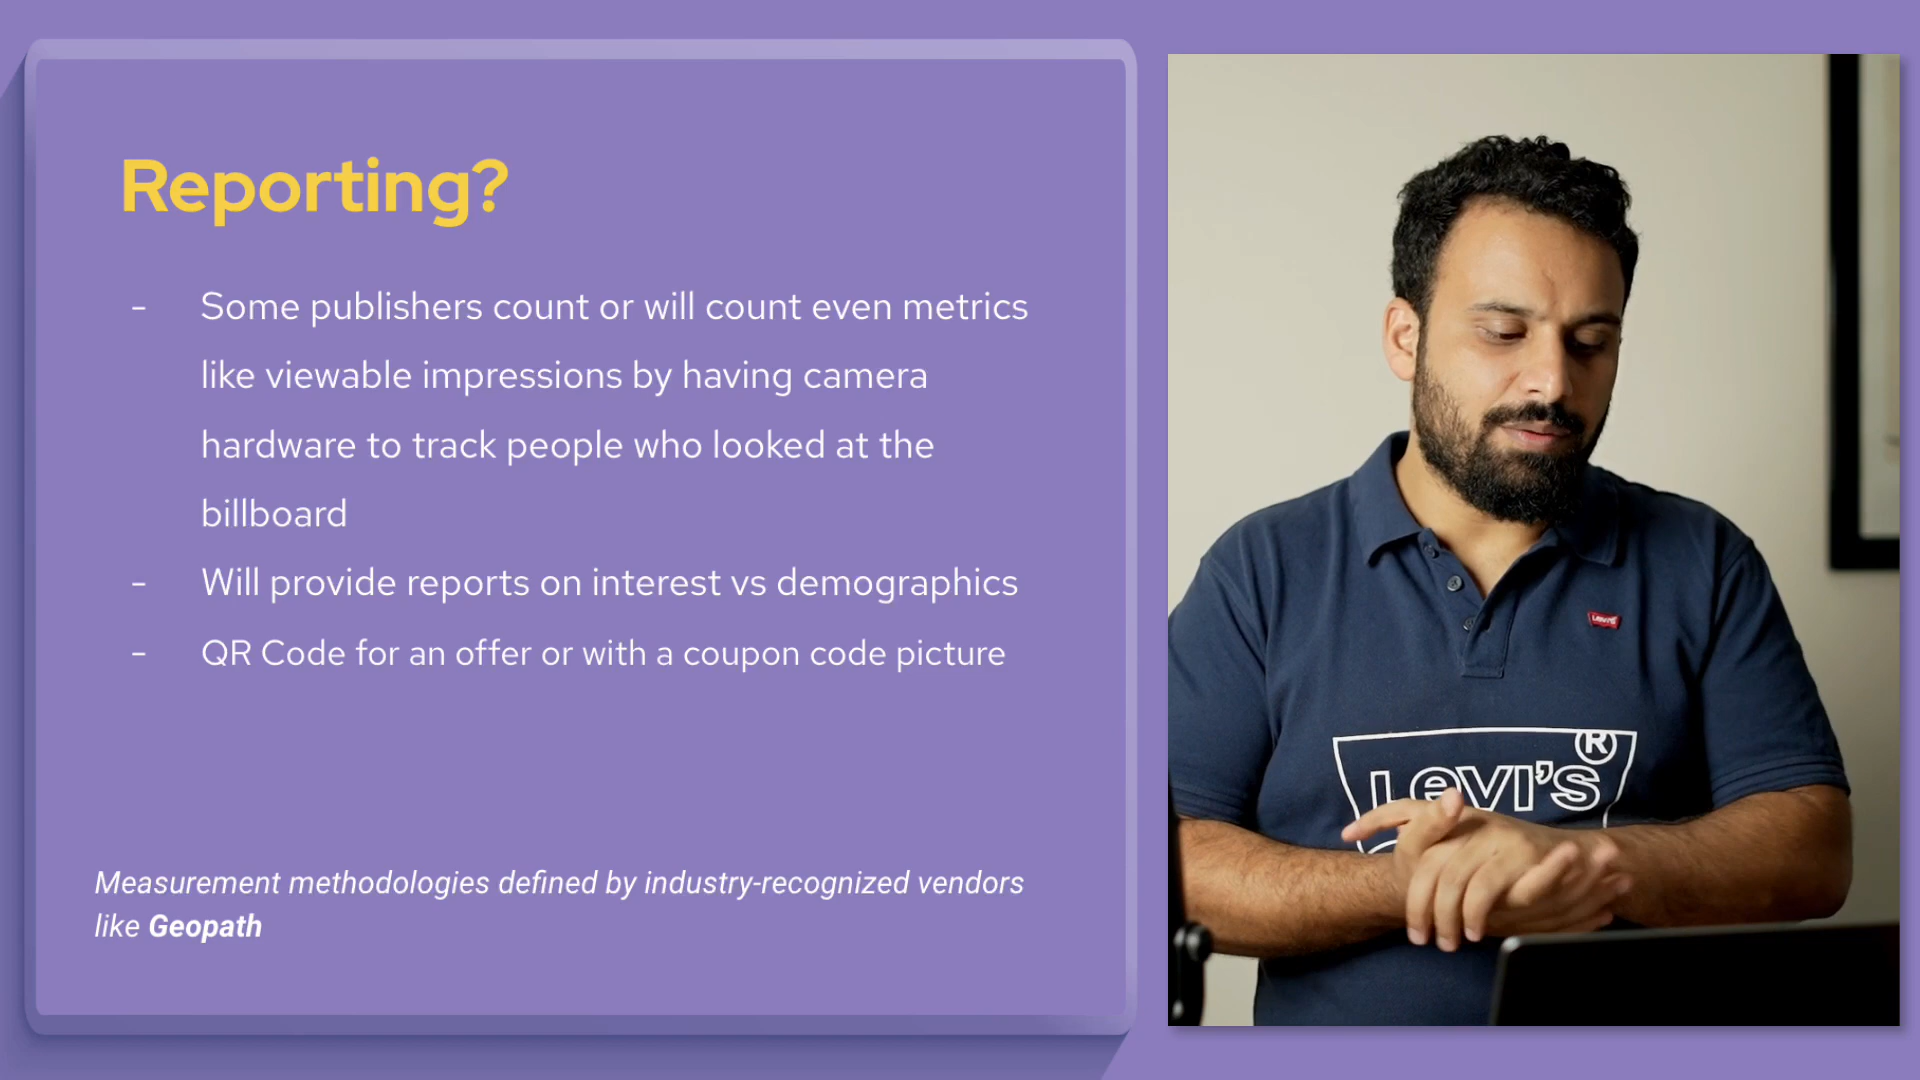 Reporting?
- Some publishers count or will count even metrics
like viewable impressions by having camera
hardware to track people who looked at the
billboard
- Will provide reports on interest vs demographics
- QR Code for an offer or with a coupon code picture
Measurement methodologies defined by industry-recognized vendors
like Geopath
Levi's
LEVI'S®